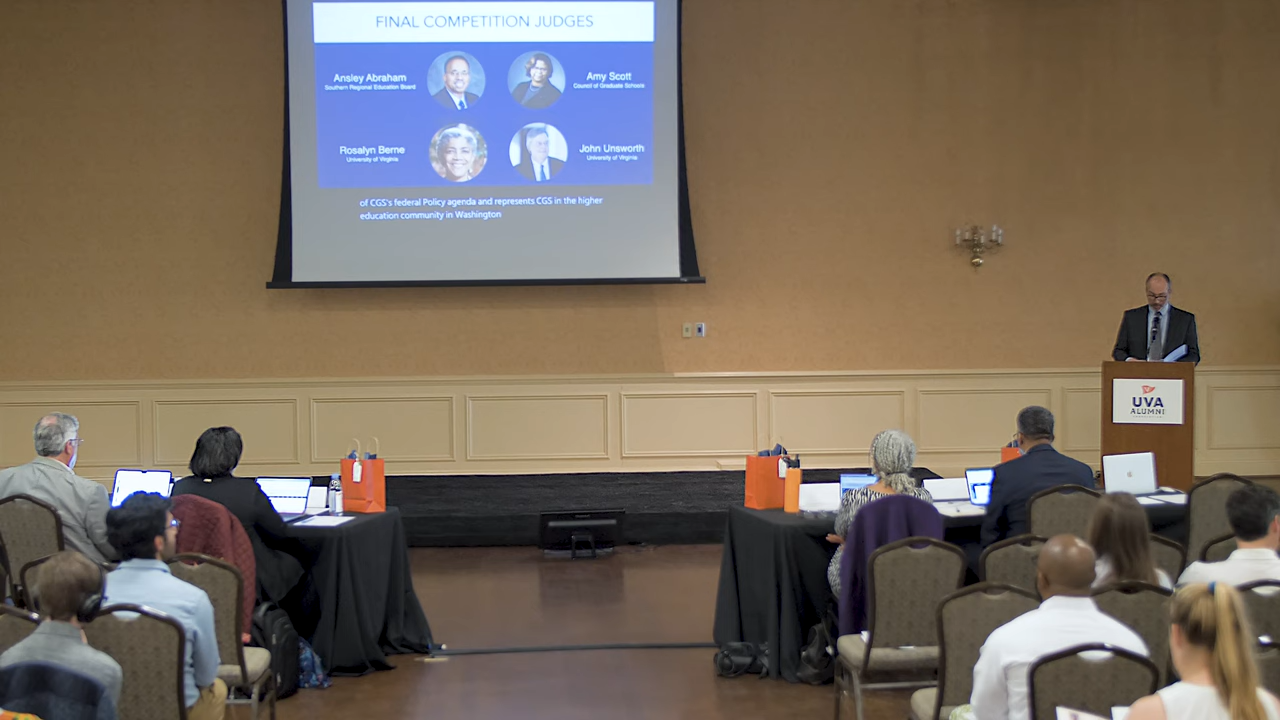 FINAL COMPETITION JUDGES
Ansley Abraham
Southern Regional Education Board
Amy Scott
Council of Graduate Schools
Rosalyn Berne
University of Virginia
John Unsworth
University of Virginia
of CGS's federal Policy agenda and represents CGS in the higher
education community in Washington
UVA
ALUMNI